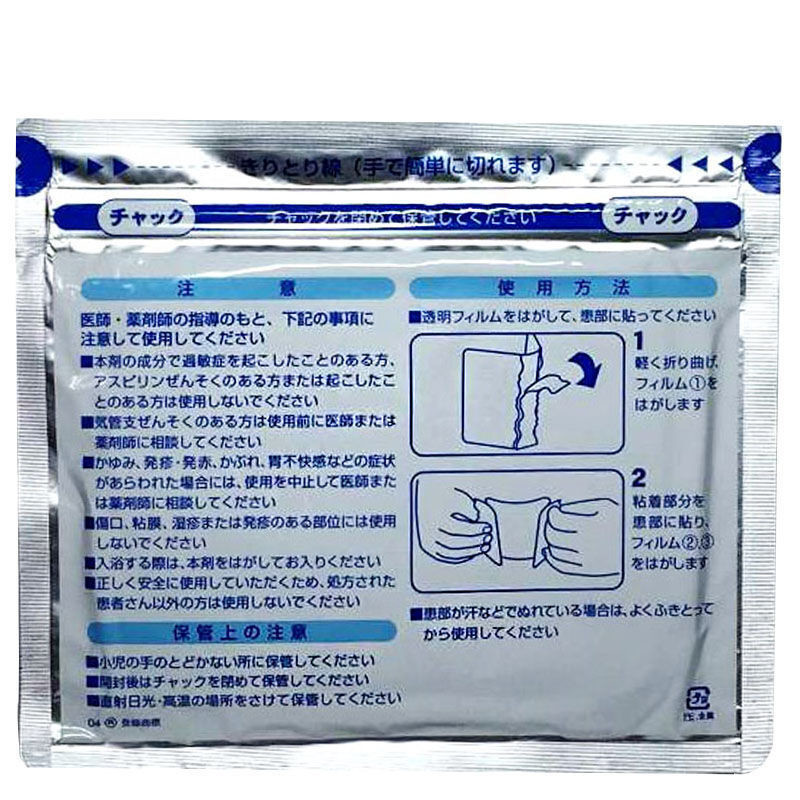 きりとり線（手で簡単に切れます）
チャック チャックを閉めて保管してください チャック
注意
医師・薬剤師の指導のもと、下記の事項に
注意して使用してください
■本剤の成分で過敏症を起こしたことのある方、
アスピリンぜんそくのある方または起こしたこ
とのある方は使用しないでください
■気管支ぜんそくのある方は使用前に医師または
薬剤師に相談してください
■かゆみ、発疹・発赤、かぶれ、胃不快感などの症状
があらわれた場合には、使用を中止して医師また
は薬剤師に相談してください
■傷口、粘膜、湿疹または発疹のある部位には使用
しないでください
■入浴する際は、本剤をはがしてお入りください
■正しく安全に使用していただくため、処方された
患者さん以外の方は使用しないでください
保管上の注意
■小児の手のとどかない所に保管してください
■開封後はチャックを閉めて保管してください
■直射日光・高温の場所をさけて保管してください
04 Ⓡ登録商標
使用方法
■透明フィルムをはがして、患部に貼ってください
1
軽く折り曲げ、
フィルム①を
はがします
2
粘着部分を
患部に貼り、
フィルム②,③
をはがします
■患部が汗などでぬれている場合は、よくふきとって
から使用してください
プラ
PE,金属